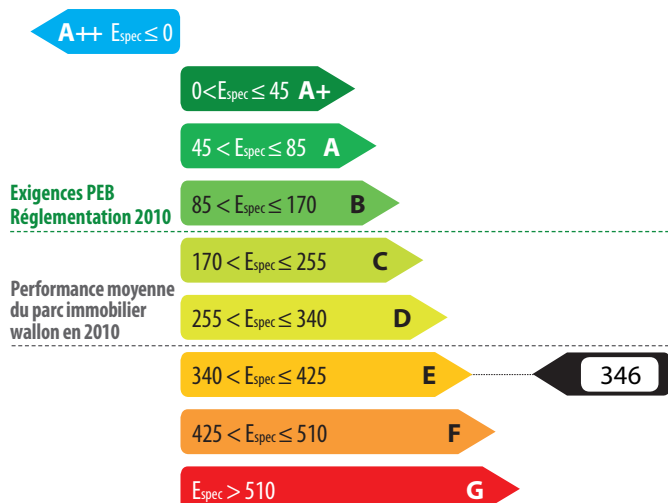 A++ Espec ≤ 0
0<Espec ≤ 45 A+
45 < Espec ≤ 85 A
Exigences PEB
Réglementation 2010
85 < Espec ≤ 170 B
170 < Espec ≤ 255 C
Performance moyenne
du parc immobilier
wallon en 2010
255 < Espec ≤ 340 D
340 < Espec ≤ 425 E
346
425 < Espec ≤ 510 F
Espec > 510 G